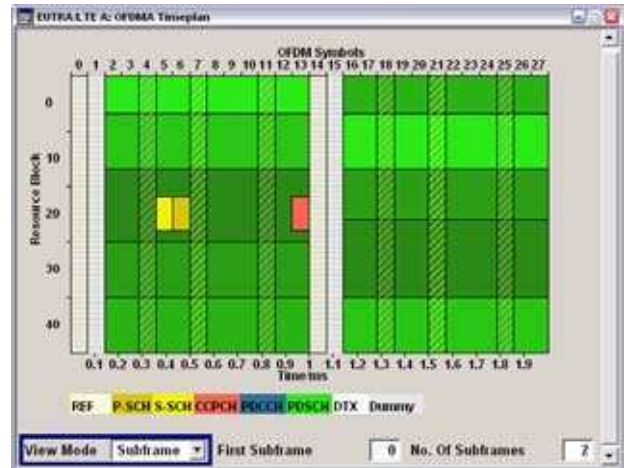 EUTRA/LTE A: OFDMA Timeplan
OFDM Symbols
0 1 2 3 4 5 6 7 8 9 10 11 12 13 14 15 16 17 18 19 20 21 22 23 24 25 26 27
Resource Block
0
10
20
30
40
0.1 0.2 0.3 0.4 0.5 0.6 0.7 0.8 0.9 1 1.1 1.2 1.3 1.4 1.5 1.6 1.7 1.8 1.9
Time/ms
REF P-SCH S-SCH CCPCH PDCCH PDSCH DTX Dummy
View Mode Subframe First Subframe 0 No. Of Subframes 2